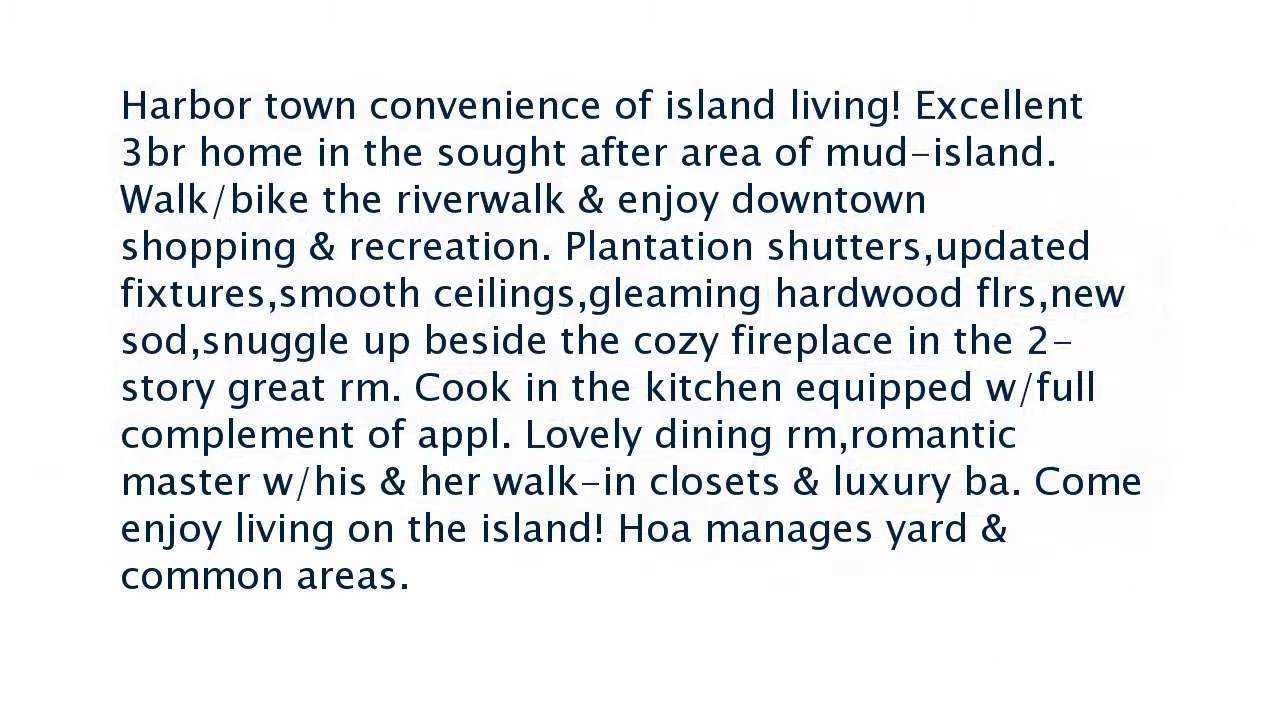 Harbor town convenience of island living! Excellent
3br home in the sought after area of mud-island.
Walk/bike the riverwalk & enjoy downtown
shopping & recreation. Plantation shutters,updated
fixtures,smooth ceilings,gleaming hardwood flrs,new
sod,snuggle up beside the cozy fireplace in the 2-
story great rm. Cook in the kitchen equipped w/full
complement of appl. Lovely dining rm,romantic
master w/his & her walk-in closets & luxury ba. Come
enjoy living on the island! Hoa manages yard &
common areas.